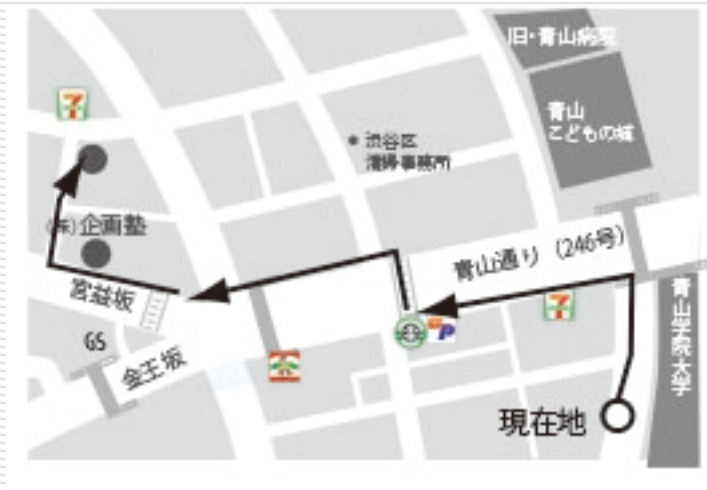 旧・青山病院
青山
こどもの城
渋谷区
清掃事務所
(株)企画塾
青山通り (246号)
宮益坂
青山学院大学
GS
金王坂
現在地
7
7
P